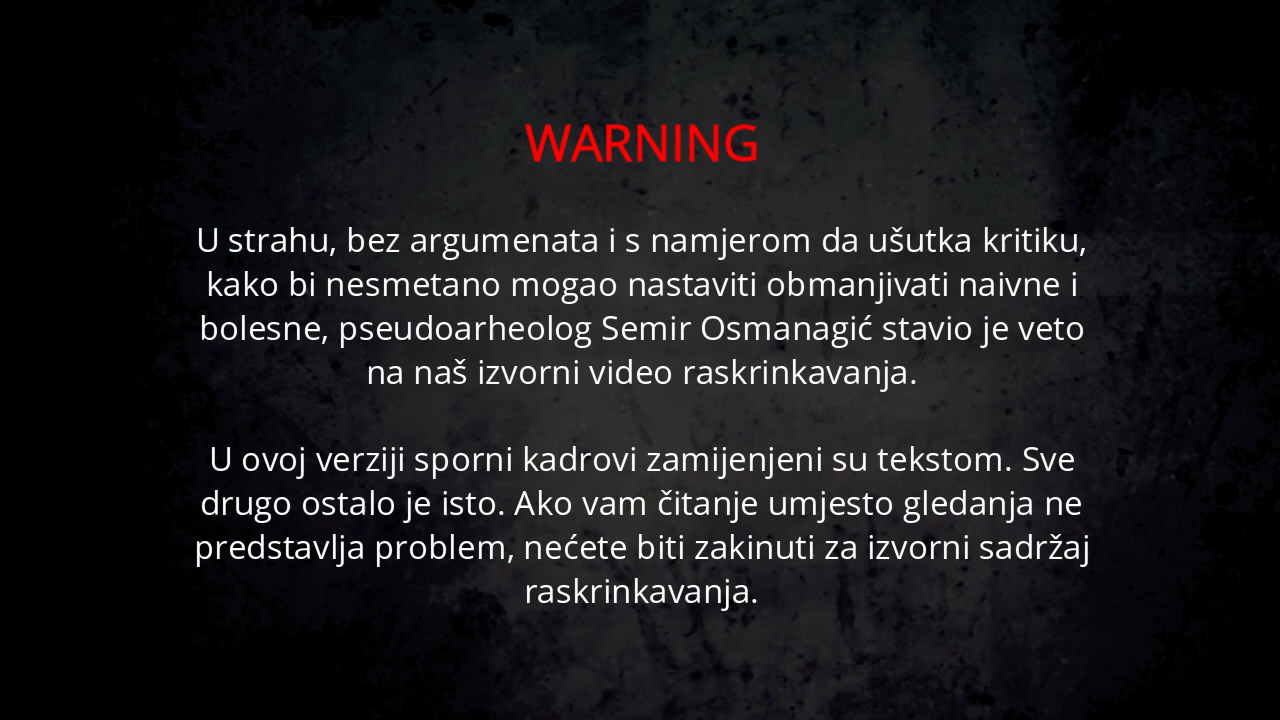 WARNING
U strahu, bez argumenata i s namjerom da ušutka kritiku,
kako bi nesmetano mogao nastaviti obmanjivati naivne i
bolesne, pseudoarheolog Semir Osmanagić stavio je veto
na naš izvorni video raskrinkavanja.
U ovoj verziji sporni kadrovi zamijenjeni su tekstom. Sve
drugo ostalo je isto. Ako vam čitanje umjesto gledanja ne
predstavlja problem, nećete biti zakinuti za izvorni sadržaj
raskrinkavanja.